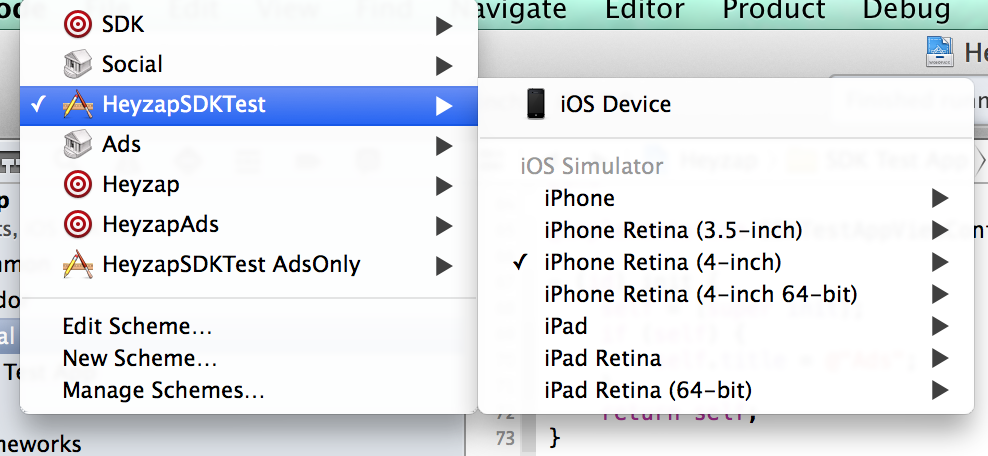 Navigate Editor Product Debug
SDK
Social
✓ HeyzapSDKTest
Ads
Heyzap
HeyzapAds
HeyzapSDKTest AdsOnly
Edit Scheme...
New Scheme...
Manage Schemes...
iOS Device
iOS Simulator
iPhone
iPhone Retina (3.5-inch)
✓ iPhone Retina (4-inch)
iPhone Retina (4-inch 64-bit)
iPad
iPad Retina
iPad Retina (64-bit)
72 return self;
73 }